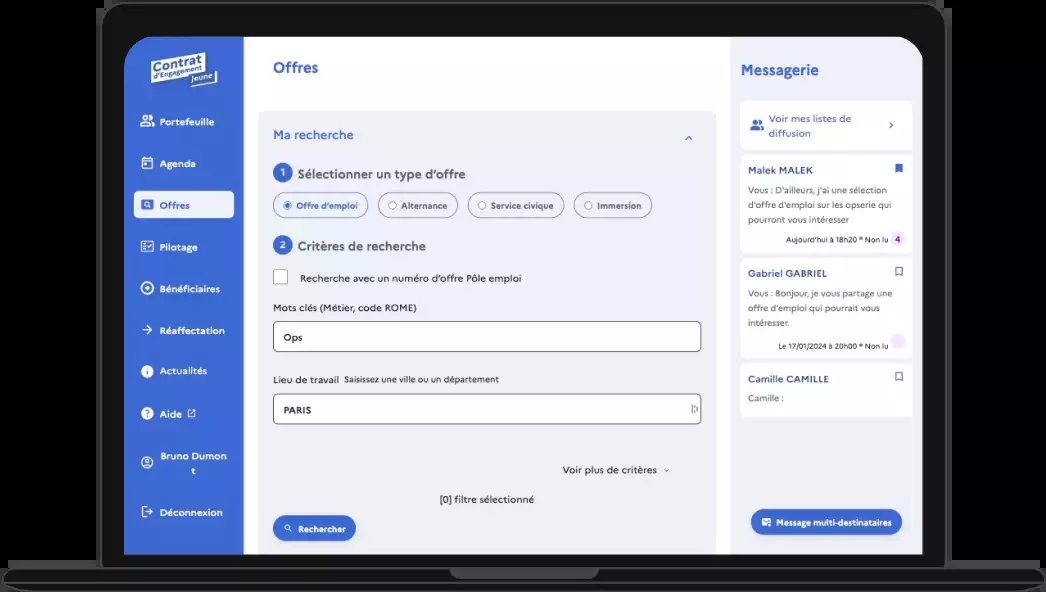 Contrat
d'Engagement
Jeune
Portefeuille
Agenda
Offres
Pilotage
Bénéficiaires
Réaffectation
Actualités
Aide
Bruno Dumon
t
Déconnexion
Offres
Ma recherche
1 Sélectionner un type d'offre
Offre d'emploi Alternance Service civique Immersion
2 Critères de recherche
Recherche avec un numéro d'offre Pôle emploi
Mots clés (Métier, code ROME)
Ops
Lieu de travail Saisissez une ville ou un département
PARIS
Voir plus de critères
[0] filtre sélectionné
Rechercher
Messagerie
Voir mes listes de
diffusion
Malek MALEK
Vous : D'ailleurs, j'ai une sélection
d'offre d'emploi sur les opserie qui
pourront vous intéresser
Aujourd'hui à 18h20 • Non lu 4
Gabriel GABRIEL
Vous : Bonjour, je vous partage une
offre d'emploi qui pourrait vous
intéresser.
Le 17/01/2024 à 20h00 • Non lu
Camille CAMILLE
Camille :
Message multi-destinataires